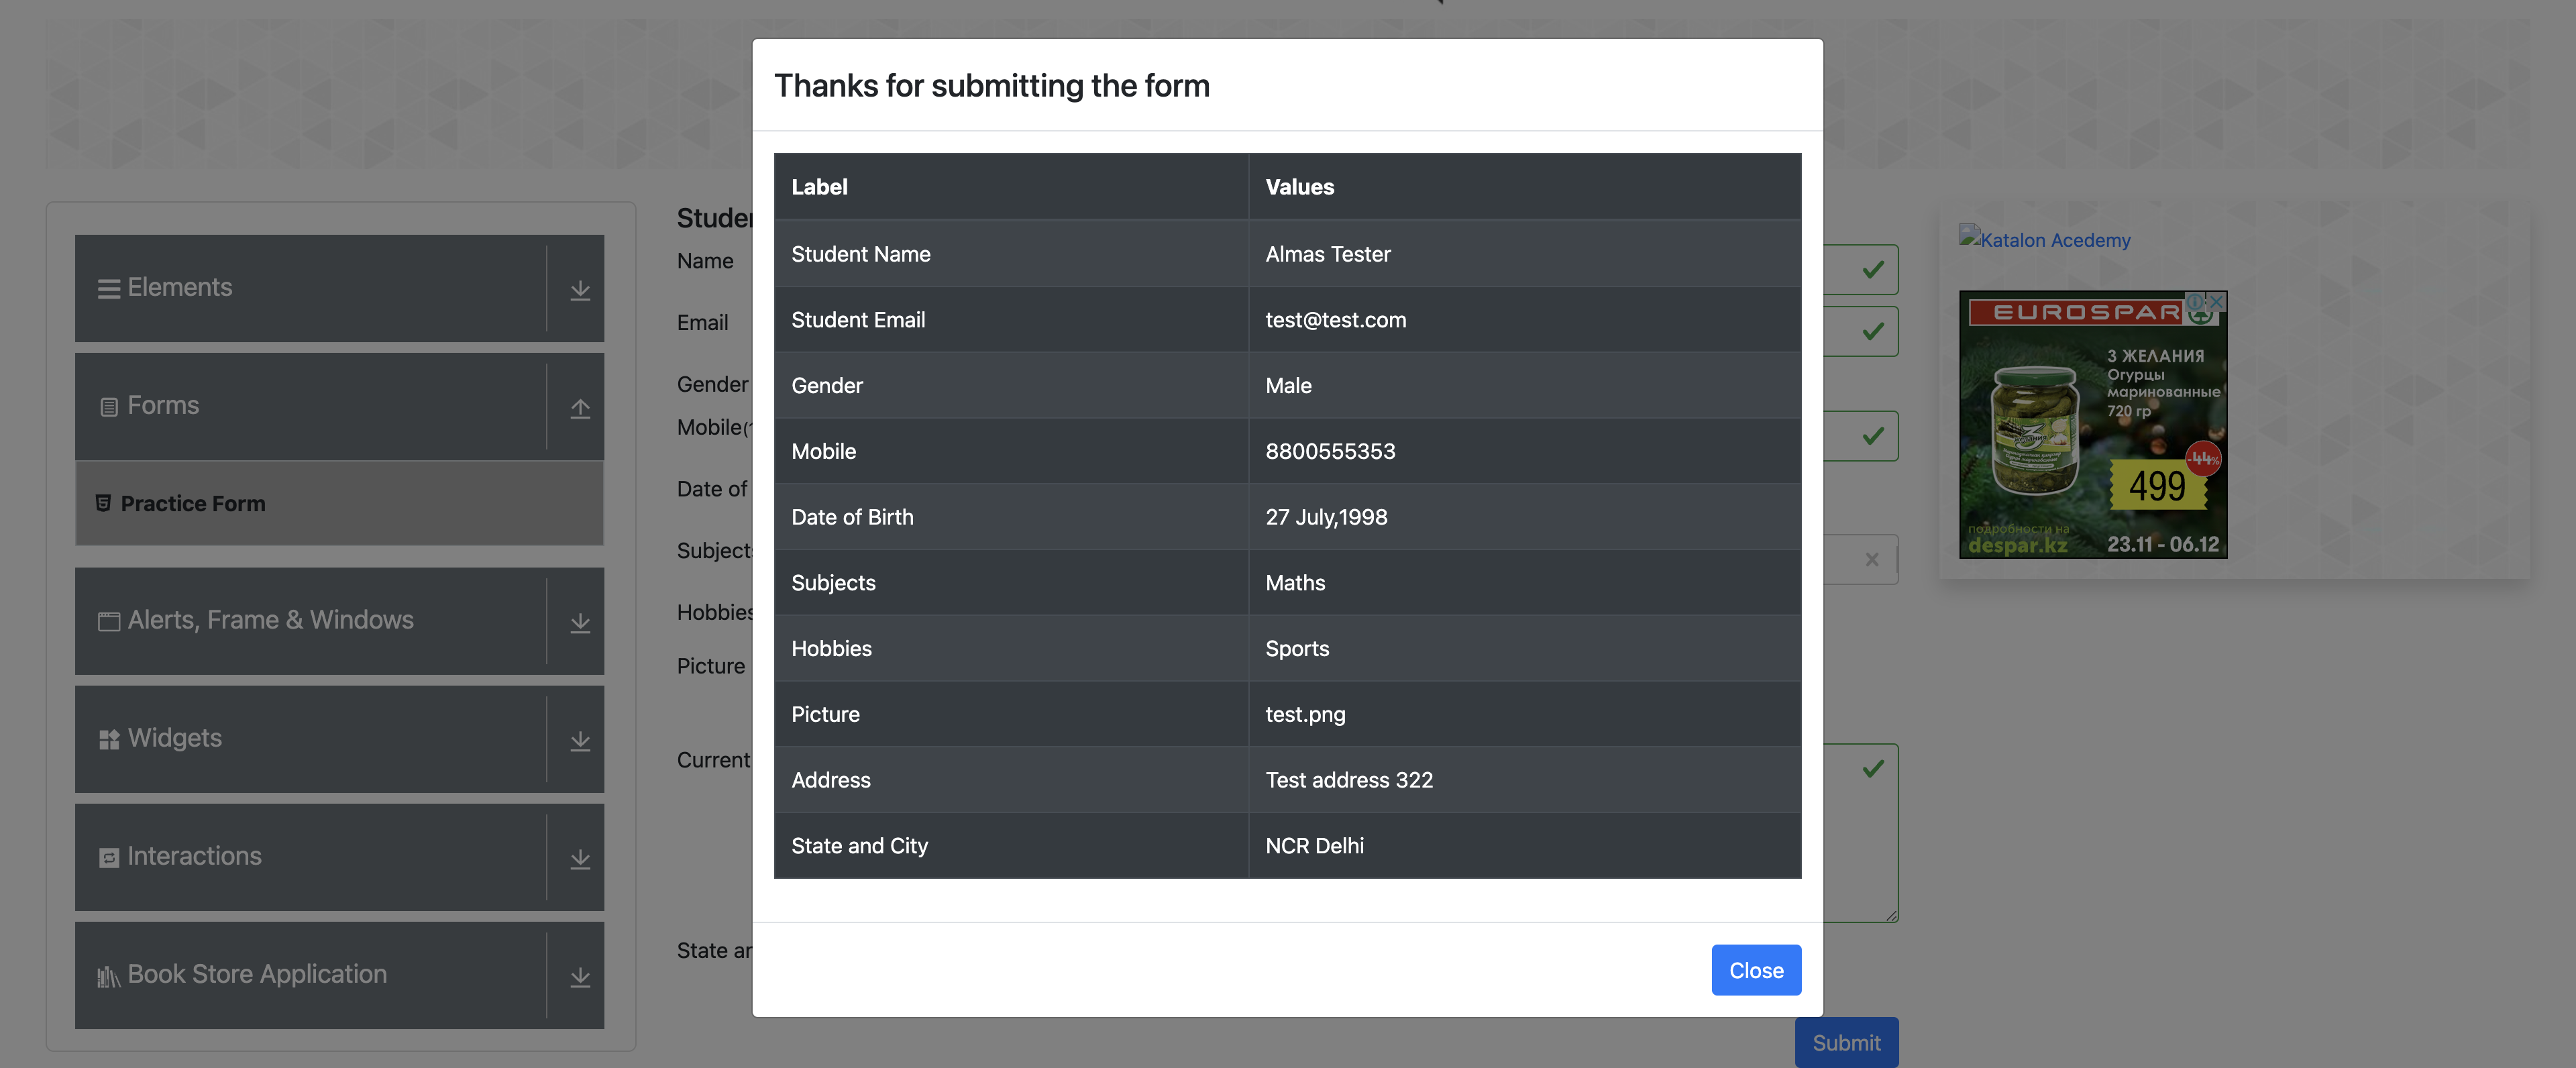 Thanks for submitting the form
Label Values
Student Name Almas Tester
Student Email test@test.com
Gender Male
Mobile 8800555353
Date of Birth 27 July,1998
Subjects Maths
Hobbies Sports
Picture test.png
Address Test address 322
State and City NCR Delhi
Close
Elements
Forms
Practice Form
Alerts, Frame & Windows
Widgets
Interactions
Book Store Application
Name
Email
Gender
Mobile
Date of
Hobbies
Picture
Current
Submit
Katalon Acedemy
EUROSPAR
3 ЖЕЛАНИЯ
Огурцы
маринованные
720 гр
-44%
499
подробности на
despar.kz
23.11 - 06.12